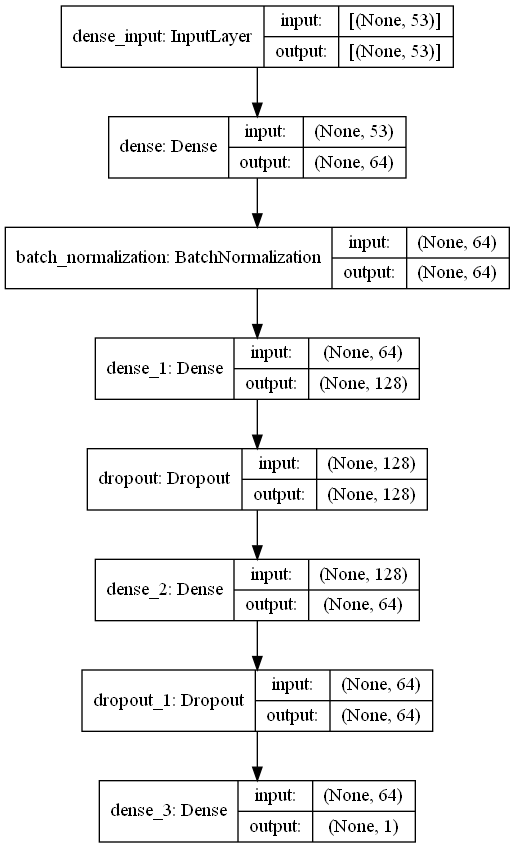 dense_input: InputLayer
input: [(None, 53)]
output: [(None, 53)]
dense: Dense
input: (None, 53)
output: (None, 64)
batch_normalization: BatchNormalization
input: (None, 64)
output: (None, 64)
dense_1: Dense
input: (None, 64)
output: (None, 128)
dropout: Dropout
input: (None, 128)
output: (None, 128)
dense_2: Dense
input: (None, 128)
output: (None, 64)
dropout_1: Dropout
input: (None, 64)
output: (None, 64)
dense_3: Dense
input: (None, 64)
output: (None, 1)